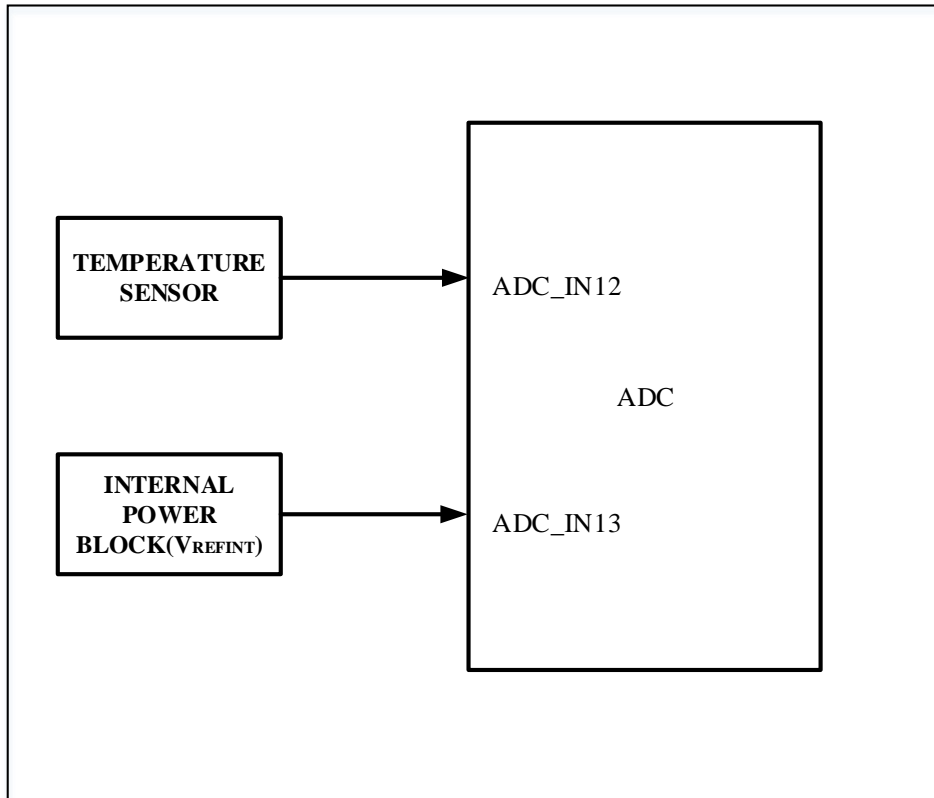 TEMPERATURE
SENSOR
ADC_IN12
ADC
INTERNAL
POWER
BLOCK(VREFINT)
ADC_IN13